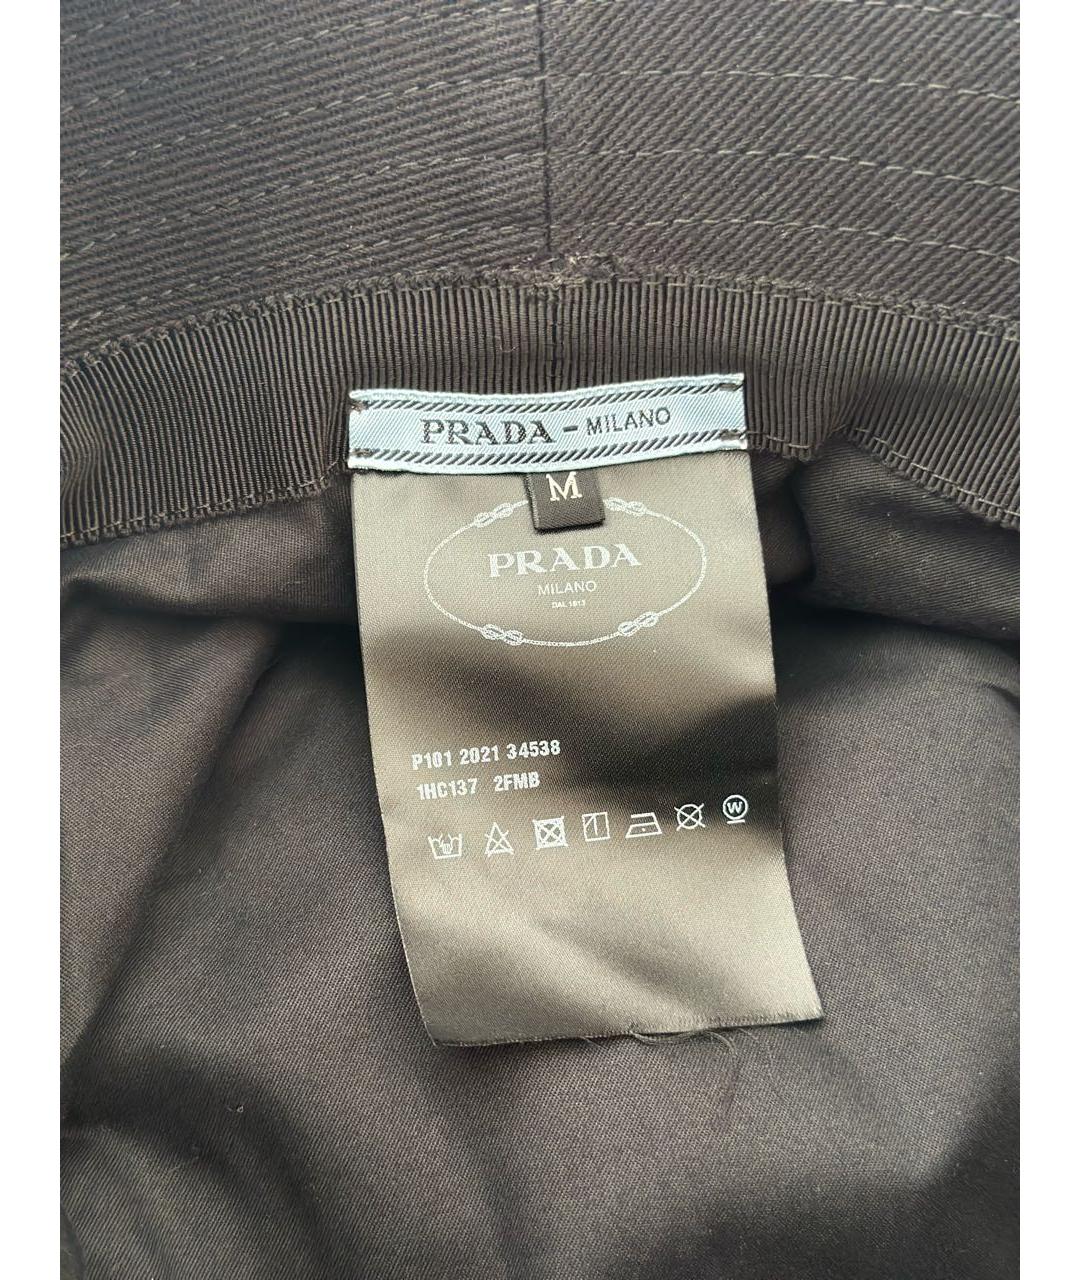 PRADA - MILANO
M
PRADA
MILANO
DAL 1913
P101 2021 34538
1HC137 2FMB
W